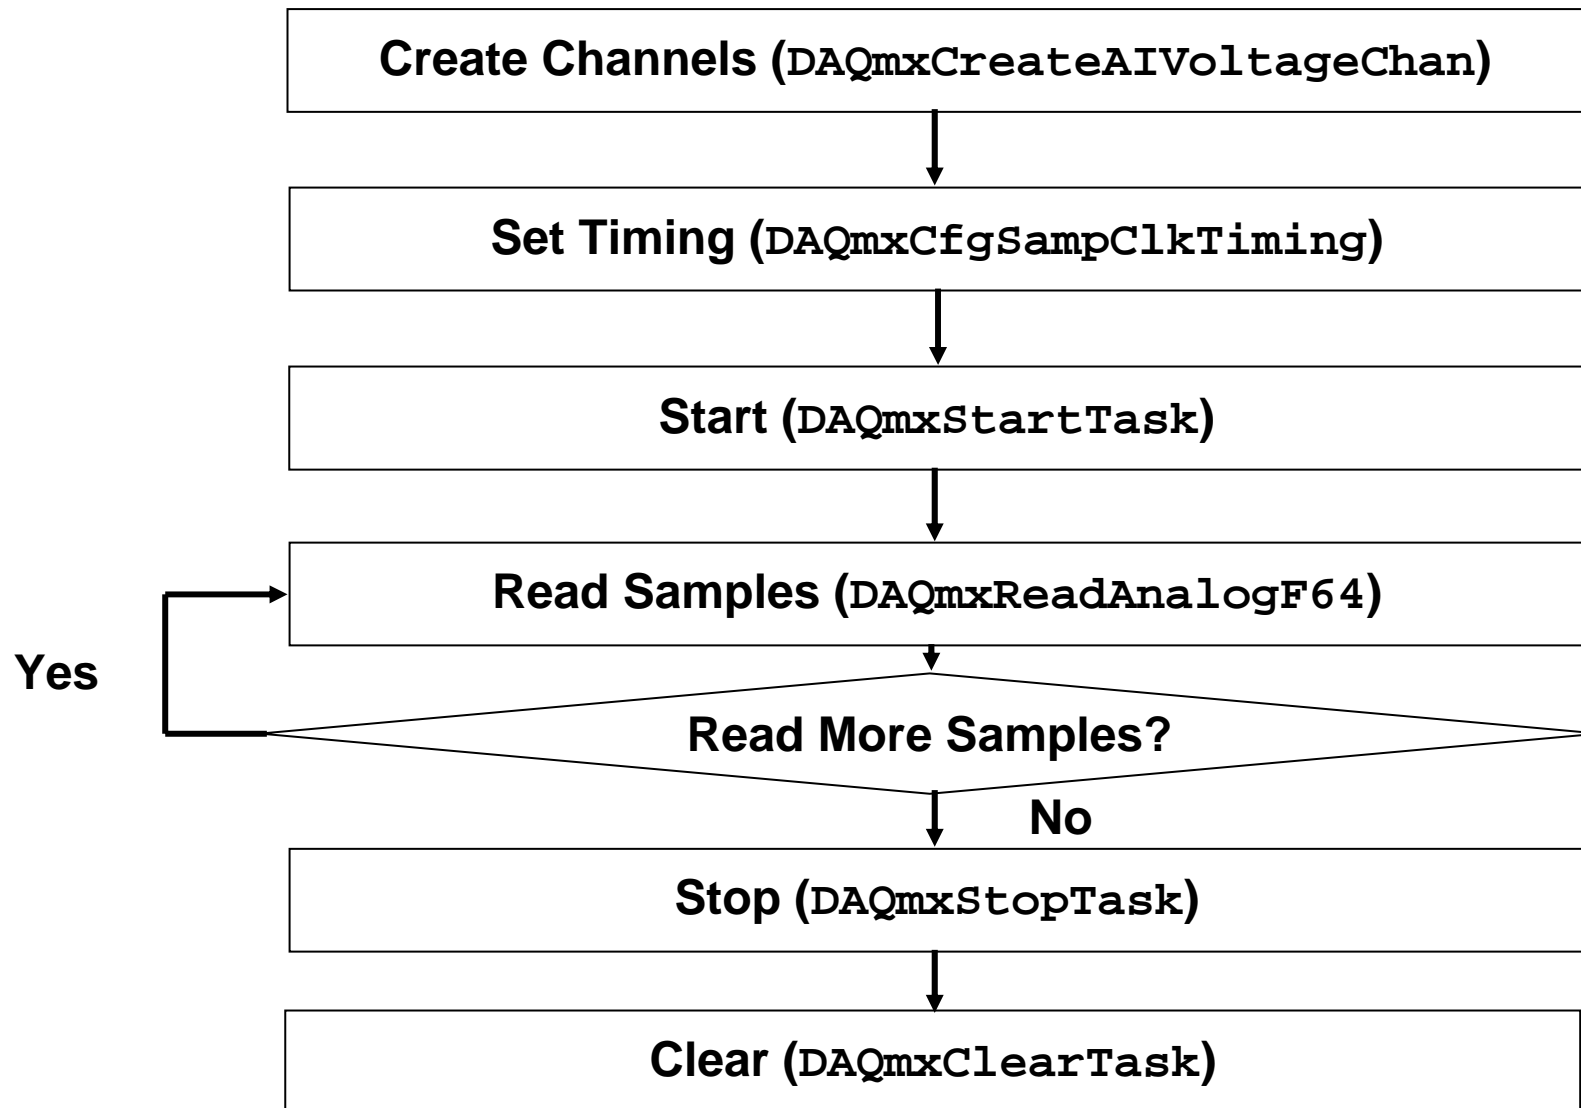 Create Channels (DAQmxCreateAIVoltageChan)
Set Timing (DAQmxCfgSampClkTiming)
Start (DAQmxStartTask)
Read Samples (DAQmxReadAnalogF64)
Yes
Read More Samples?
No
Stop (DAQmxStopTask)
Clear (DAQmxClearTask)